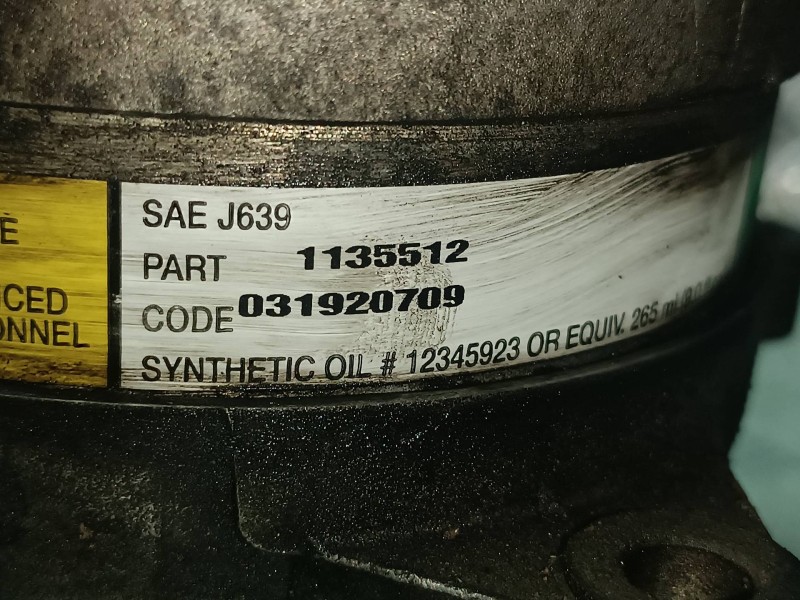 E
CED
ONNEL
SAE J639
PART 1135512
CODE 031920709
SYNTHETIC OIL # 12345923 OR EQUIV. 265 mL